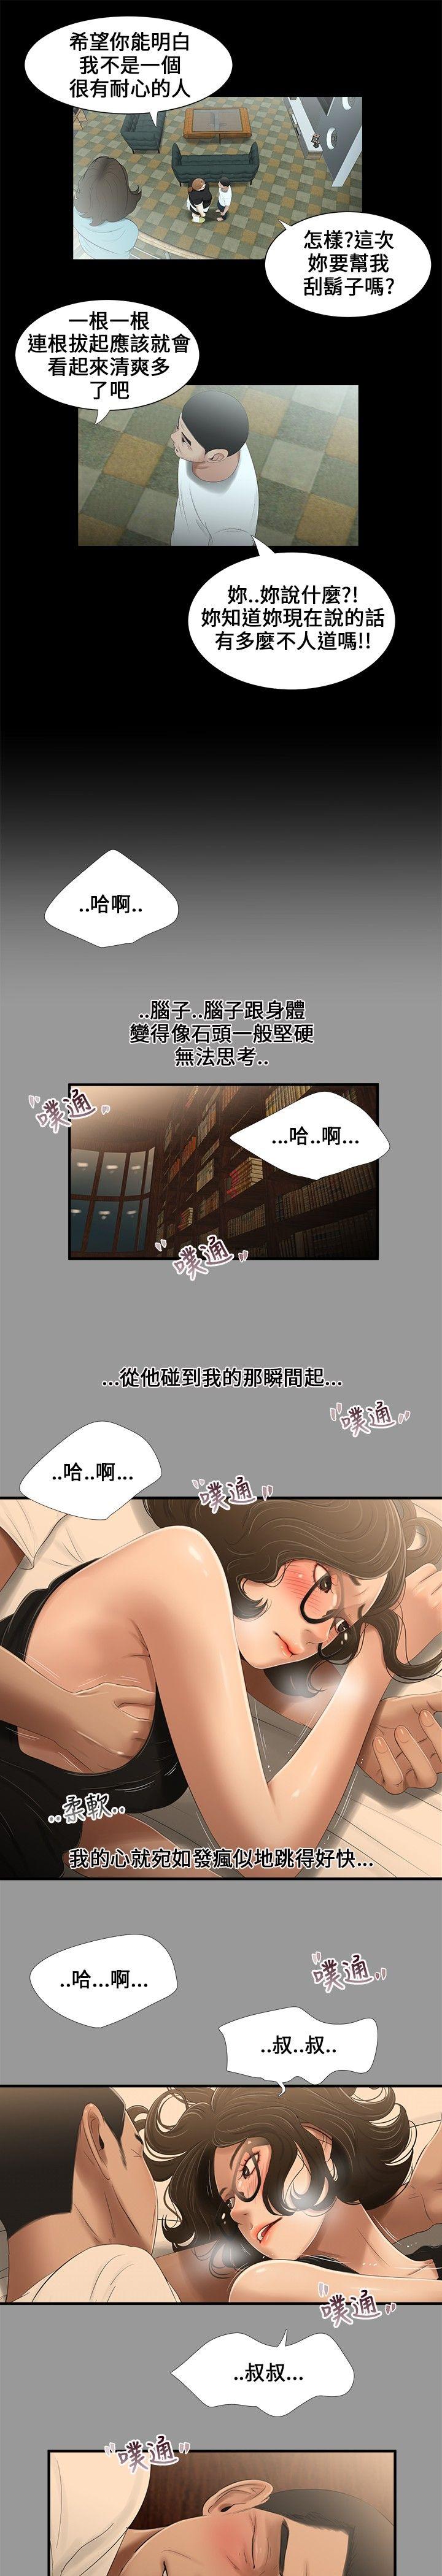 希望你能明白
我不是一個
很有耐心的人
怎樣?這次
妳要幫我
刮鬍子嗎?
一根一根
連根拔起應該就會
看起來清爽多
了吧
妳..妳說什麼?!
妳知道妳現在說的話
有多麼不人道嗎!!
..哈啊..
..腦子..腦子跟身體
變得像石頭一般堅硬
無法思考..
噗通
...哈..啊...
噗通
...從他碰到我的那瞬間起...
噗通
..哈..啊...
噗通
..柔軟..
我的心就宛如發瘋似地跳得好快...
噗通
..哈...啊...
..叔..叔..
噗通
..叔叔...
噗通